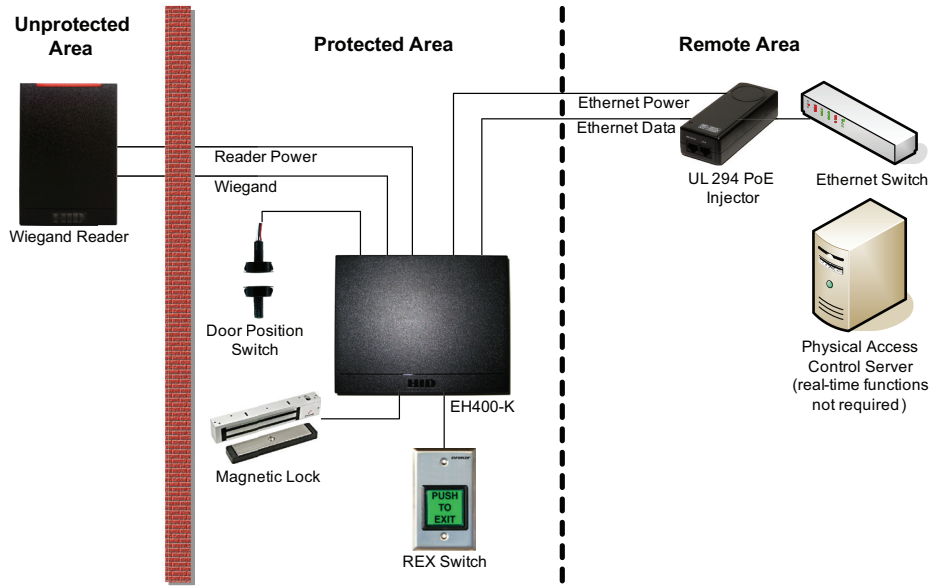 Unprotected
Area
Protected Area
Remote Area
Ethernet Power
Ethernet Data
Reader Power
Wiegand
UL 294 PoE
Injector
Ethernet Switch
HID
Wiegand Reader
Door Position
Switch
HID
EH400-K
Physical Access
Control Server
(real-time functions
not required)
Magnetic Lock
PUSH
TO
EXIT
REX Switch